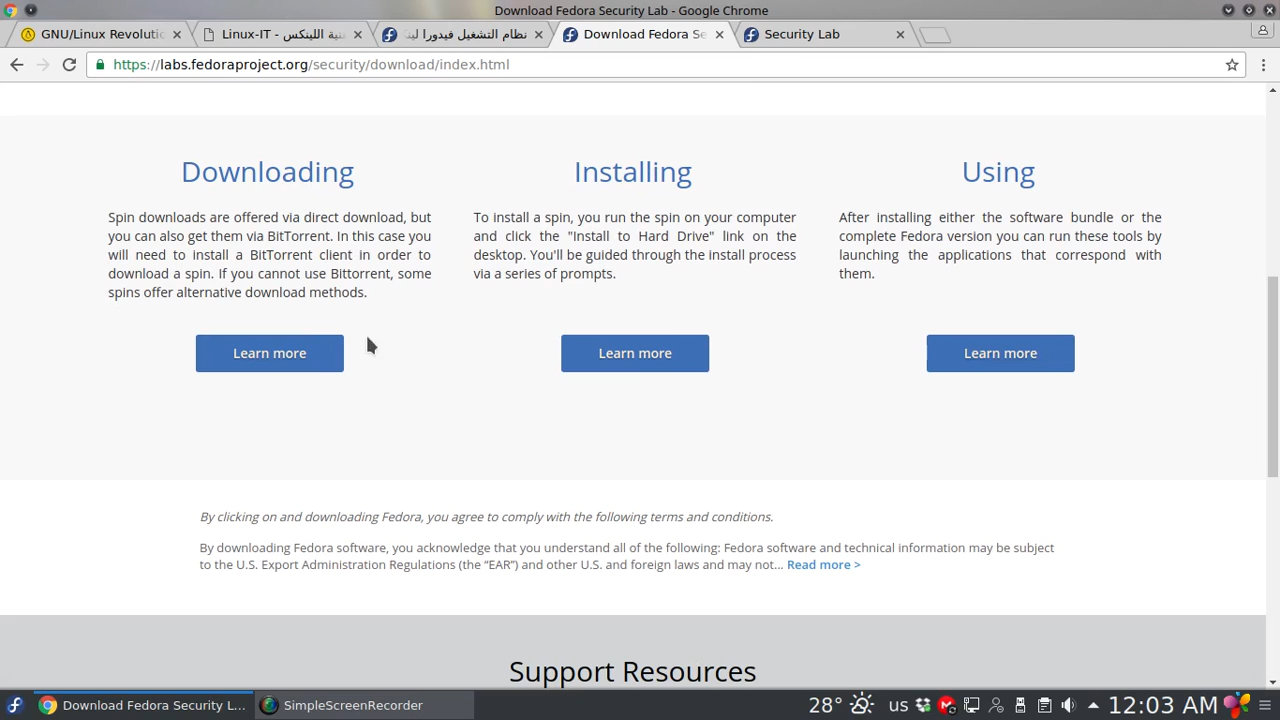 Download Fedora Security Lab - Google Chrome
GNU/Linux Revolutio
Linux-IT - تقنية اللينكس
نظام التشغيل فيدورا لينك
Download Fedora Se
Security Lab
https://labs.fedoraproject.org/security/download/index.html
Downloading
Spin downloads are offered via direct download, but
you can also get them via BitTorrent. In this case you
will need to install a BitTorrent client in order to
download a spin. If you cannot use Bittorrent, some
spins offer alternative download methods.
Learn more
Installing
To install a spin, you run the spin on your computer
and click the "Install to Hard Drive" link on the
desktop. You'll be guided through the install process
via a series of prompts.
Learn more
Using
After installing either the software bundle or the
complete Fedora version you can run these tools by
launching the applications that correspond with
them.
Learn more
By clicking on and downloading Fedora, you agree to comply with the following terms and conditions.
By downloading Fedora software, you acknowledge that you understand all of the following: Fedora software and technical information may be subject
to the U.S. Export Administration Regulations (the “EAR”) and other U.S. and foreign laws and may not... Read more >
Support Resources
Download Fedora Security L...
SimpleScreenRecorder
28°
us
12:03 AM